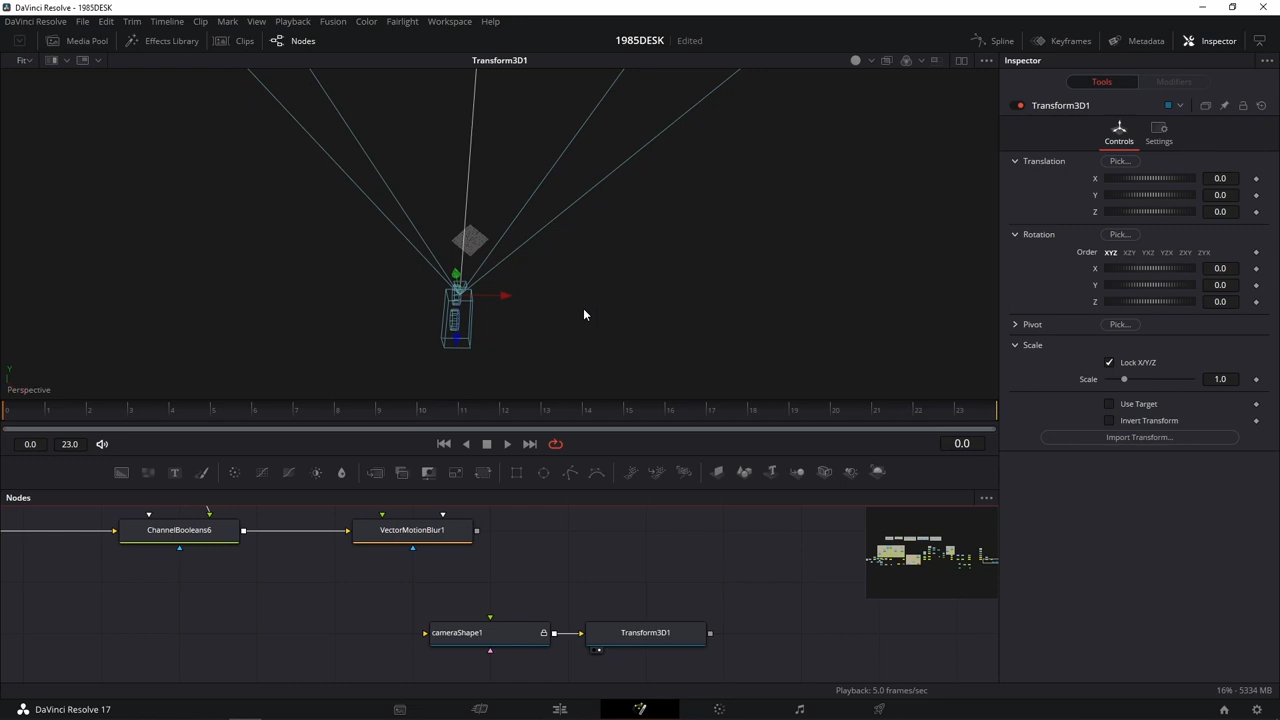 DaVinci Resolve - 1985DESK
DaVinci Resolve File Edit Trim Timeline Clip Mark View Playback Fusion Color Fairlight Workspace Help
Media Pool Effects Library Clips Nodes 1985DESK Edited Spline Keyframes Metadata Inspector
Fit Transform3D1 Inspector
Tools Modifiers
Transform3D1
Controls Settings
Translation Pick...
X 0.0
Y 0.0
Z 0.0
Rotation Pick...
Order XYZ XZY YXZ YZX ZXY ZYX
X 0.0
Y 0.0
Z 0.0
Pivot Pick...
Scale
Lock X/Y/Z
Scale 1.0
Use Target
Invert Transform
Import Transform...
Y
Perspective
0 1 2 3 4 5 6 7 8 9 10 11 12 13 14 15 16 17 18 19 20 21 22 23
0.0 23.0 0.0
Nodes
ChannelBooleans6 VectorMotionBlur1
cameraShape1 Transform3D1
Playback: 5.0 frames/sec 16% - 5334 MB
DaVinci Resolve 17